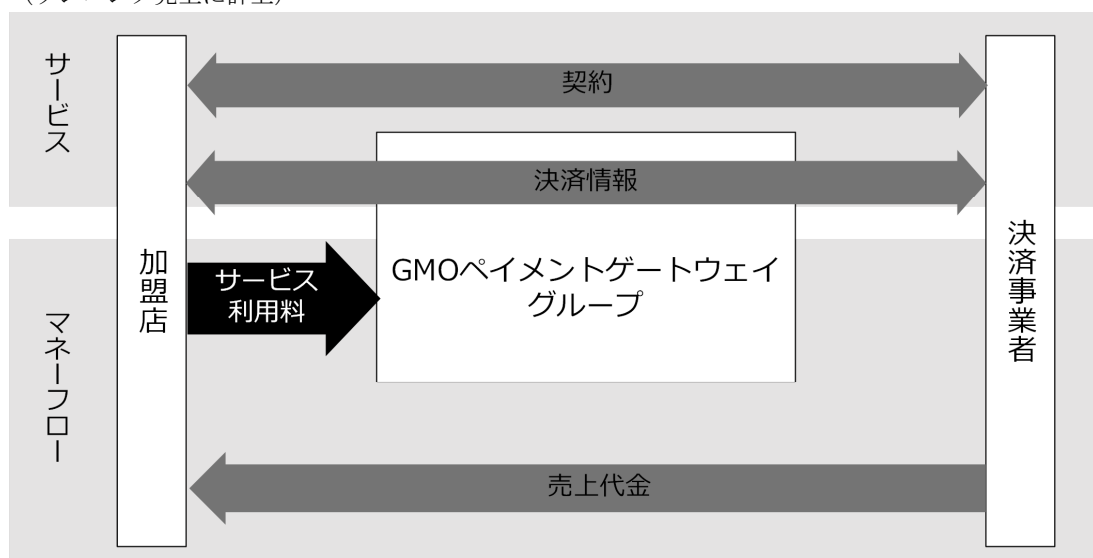 サービス
契約
決済情報
加盟店
決済事業者
マネーフロー
サービス
利用料
GMOペイメントゲートウェイ
グループ
売上代金